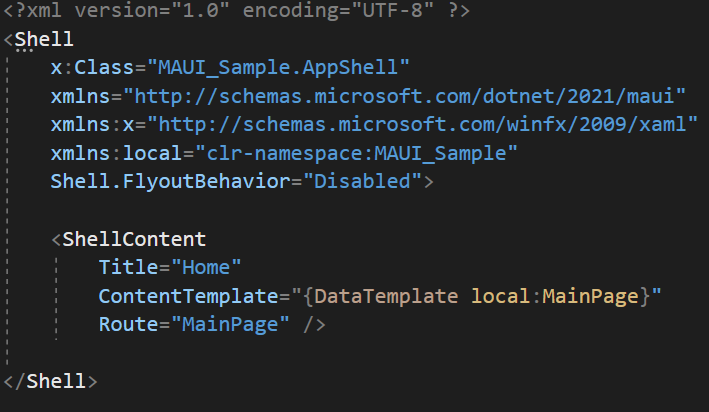 <?xml version="1.0" encoding="UTF-8" ?>
<Shell
    x:Class="MAUI_Sample.AppShell"
    xmlns="http://schemas.microsoft.com/dotnet/2021/maui"
    xmlns:x="http://schemas.microsoft.com/winfx/2009/xaml"
    xmlns:local="clr-namespace:MAUI_Sample"
    Shell.FlyoutBehavior="Disabled">

    <ShellContent
        Title="Home"
        ContentTemplate="{DataTemplate local:MainPage}"
        Route="MainPage" />

</Shell>